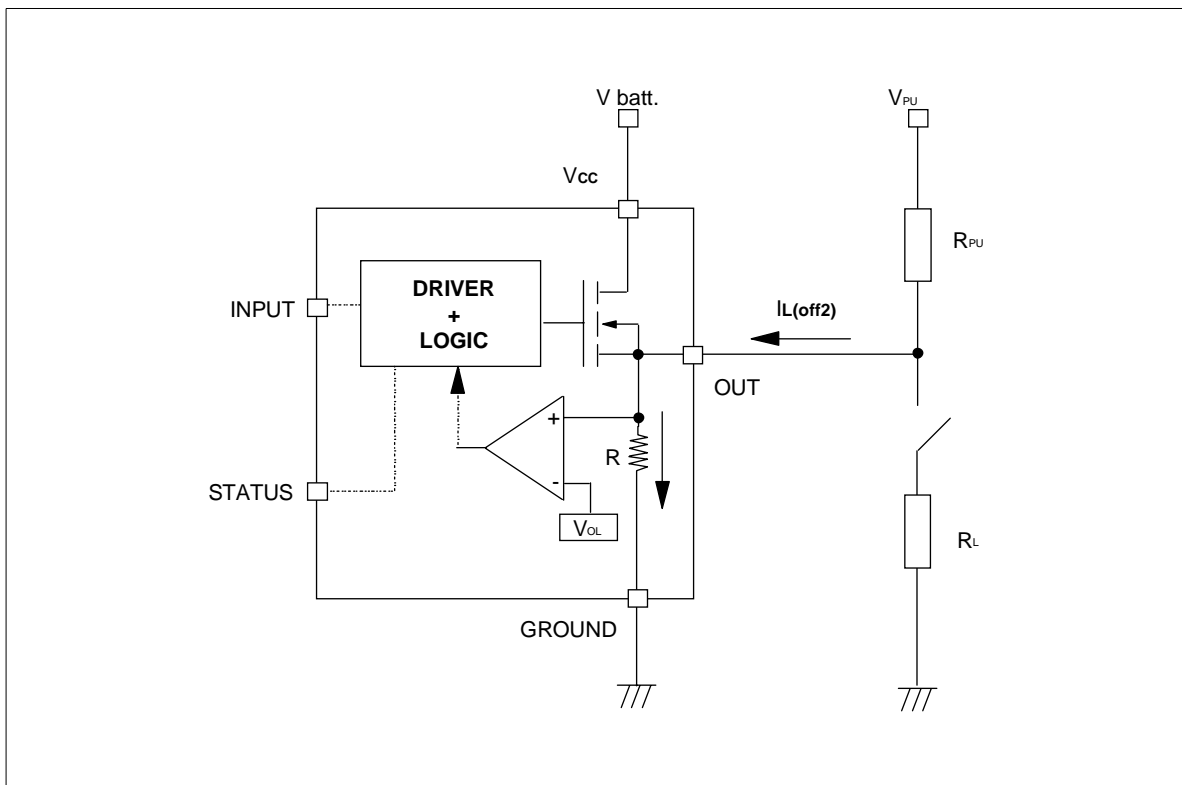 V batt.
VPU
Vcc
RPU
DRIVER
+
LOGIC
INPUT
IL(off2)
OUT
+
R
-
STATUS
VOL
RL
GROUND